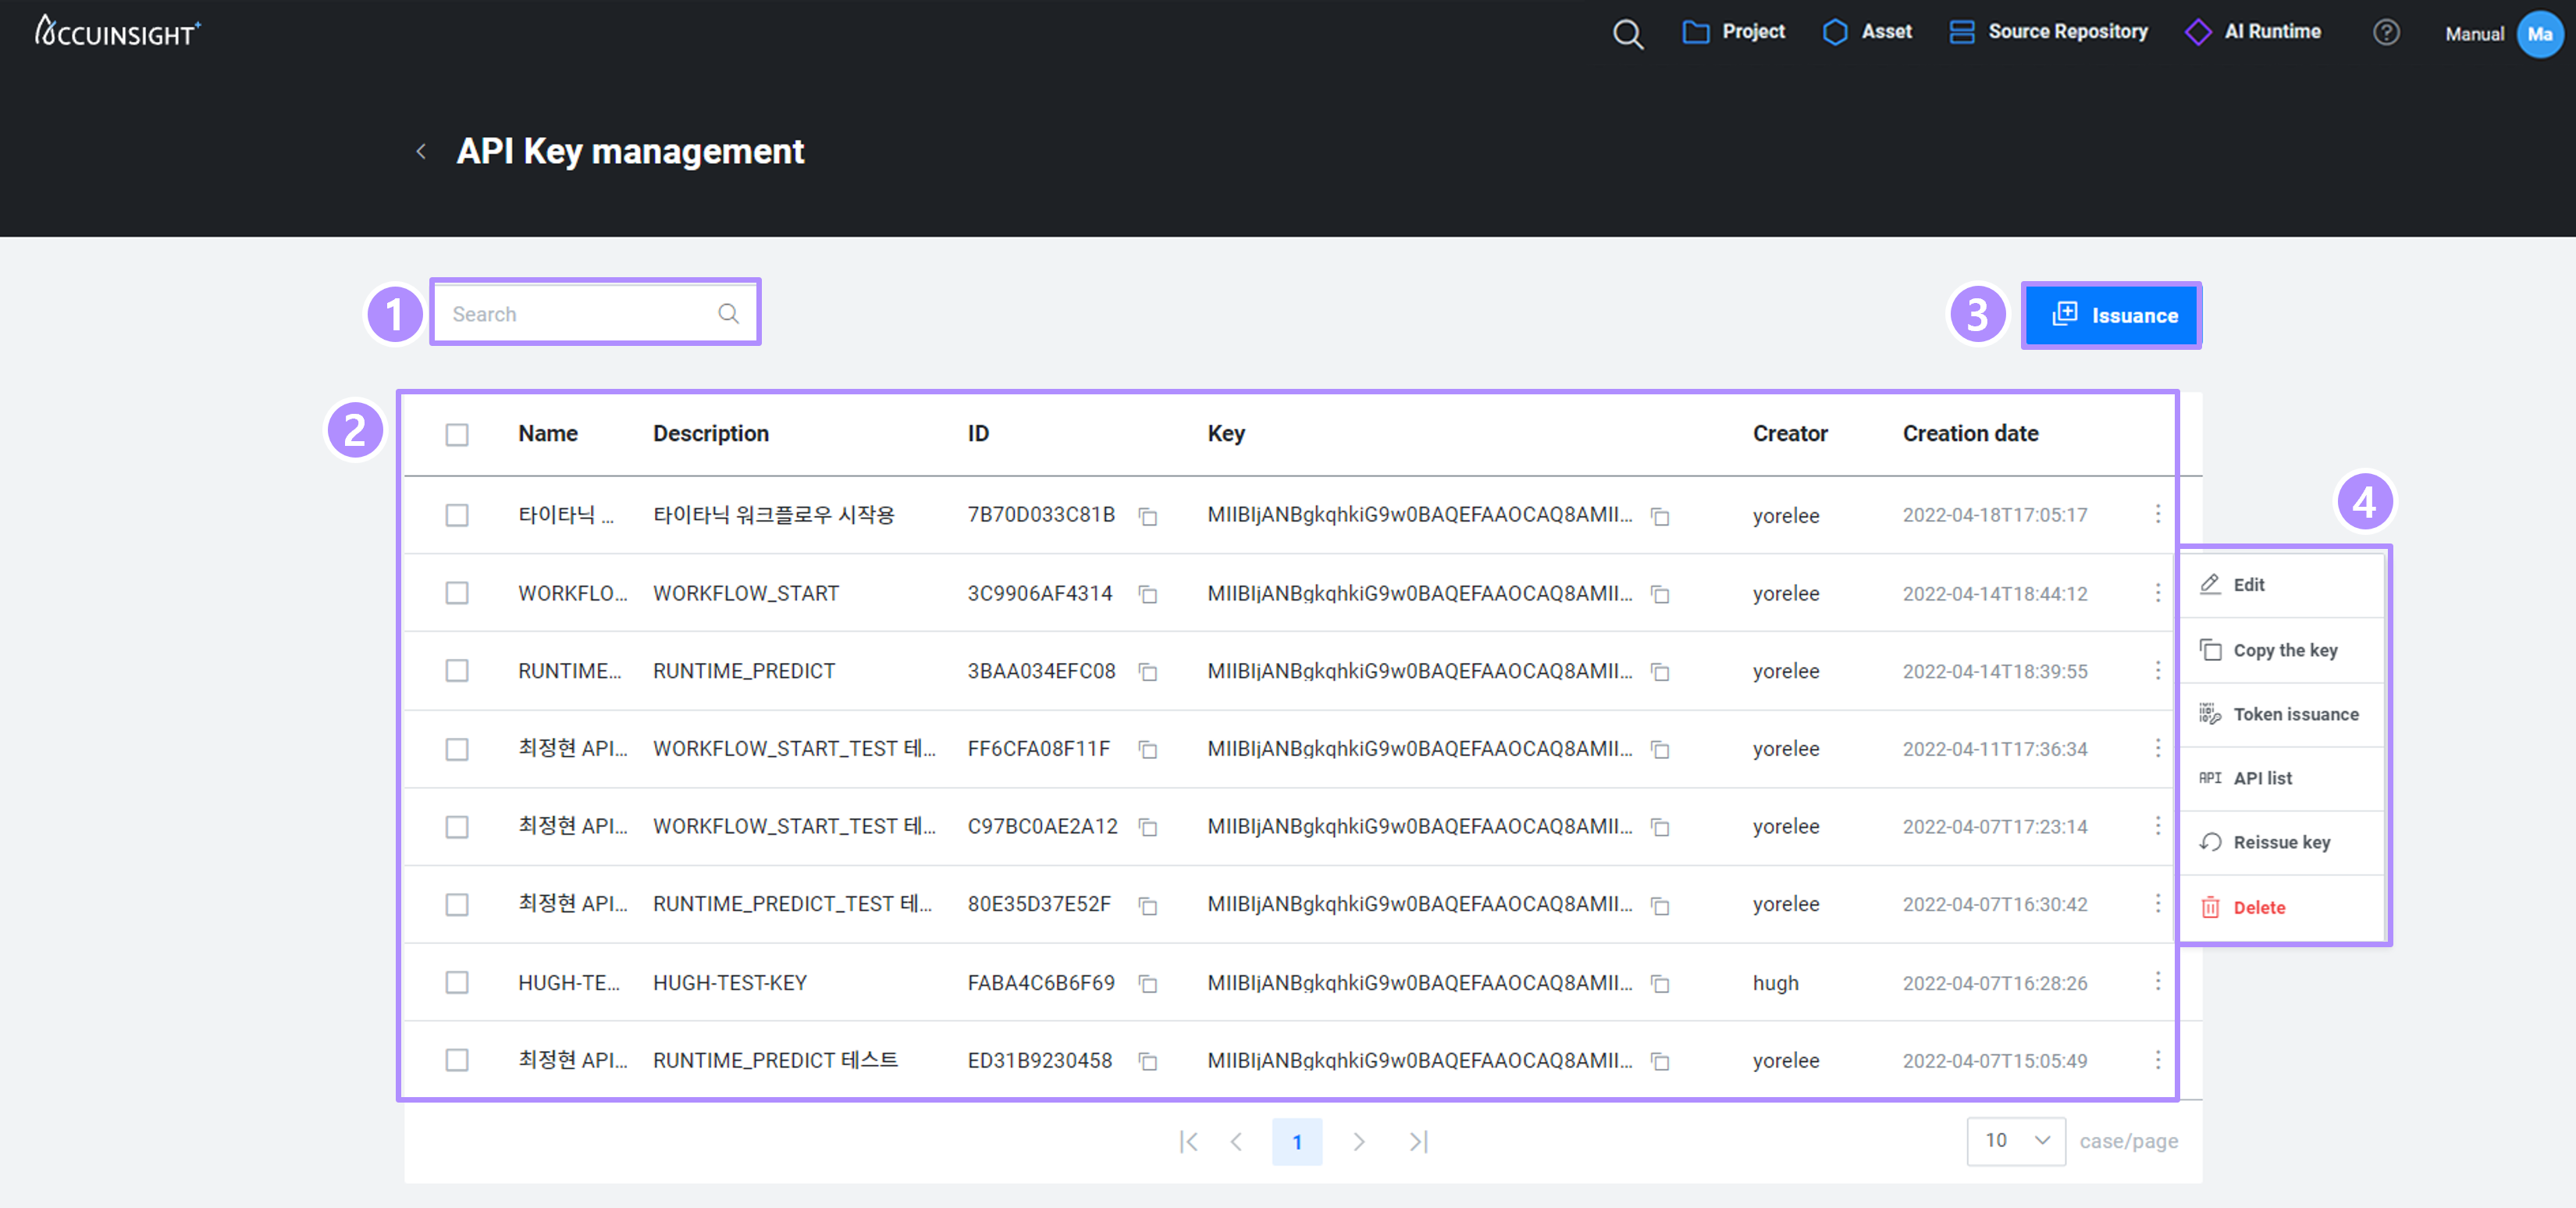 ACCUINSIGHT+
Project Asset Source Repository AI Runtime ? Manual Ma
API Key management
1 Search 3 Issuance
2 Name Description ID Key Creator Creation date
타이타닉 ... 타이타닉 워크플로우 시작용 7B70D033C81B MIIBIjANBgkqhkiG9w0BAQEFAAOCAQ8AMII... yorelee 2022-04-18T17:05:17
4
WORKFLO... WORKFLOW_START 3C9906AF4314 MIIBIjANBgkqhkiG9w0BAQEFAAOCAQ8AMII... yorelee 2022-04-14T18:44:12
Edit
Copy the key
RUNTIME... RUNTIME_PREDICT 3BAA034EFC08 MIIBIjANBgkqhkiG9w0BAQEFAAOCAQ8AMII... yorelee 2022-04-14T18:39:55
Token issuance
최정현 API... WORKFLOW_START_TEST 테... FF6CFA08F11F MIIBIjANBgkqhkiG9w0BAQEFAAOCAQ8AMII... yorelee 2022-04-11T17:36:34
API API list
최정현 API... WORKFLOW_START_TEST 테... C97BC0AE2A12 MIIBIjANBgkqhkiG9w0BAQEFAAOCAQ8AMII... yorelee 2022-04-07T17:23:14
Reissue key
최정현 API... RUNTIME_PREDICT_TEST 테... 80E35D37E52F MIIBIjANBgkqhkiG9w0BAQEFAAOCAQ8AMII... yorelee 2022-04-07T16:30:42
Delete
HUGH-TE... HUGH-TEST-KEY FABA4C6B6F69 MIIBIjANBgkqhkiG9w0BAQEFAAOCAQ8AMII... hugh 2022-04-07T16:28:26
최정현 API... RUNTIME_PREDICT 테스트 ED31B9230458 MIIBIjANBgkqhkiG9w0BAQEFAAOCAQ8AMII... yorelee 2022-04-07T15:05:49
1 10 case/page